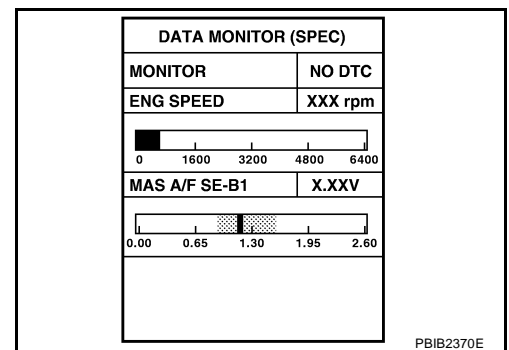 DATA MONITOR (SPEC)
MONITOR NO DTC
ENG SPEED XXX rpm
0 1600 3200 4800 6400
MAS A/F SE-B1 X.XXV
0.00 0.65 1.30 1.95 2.60
PBIB2370E